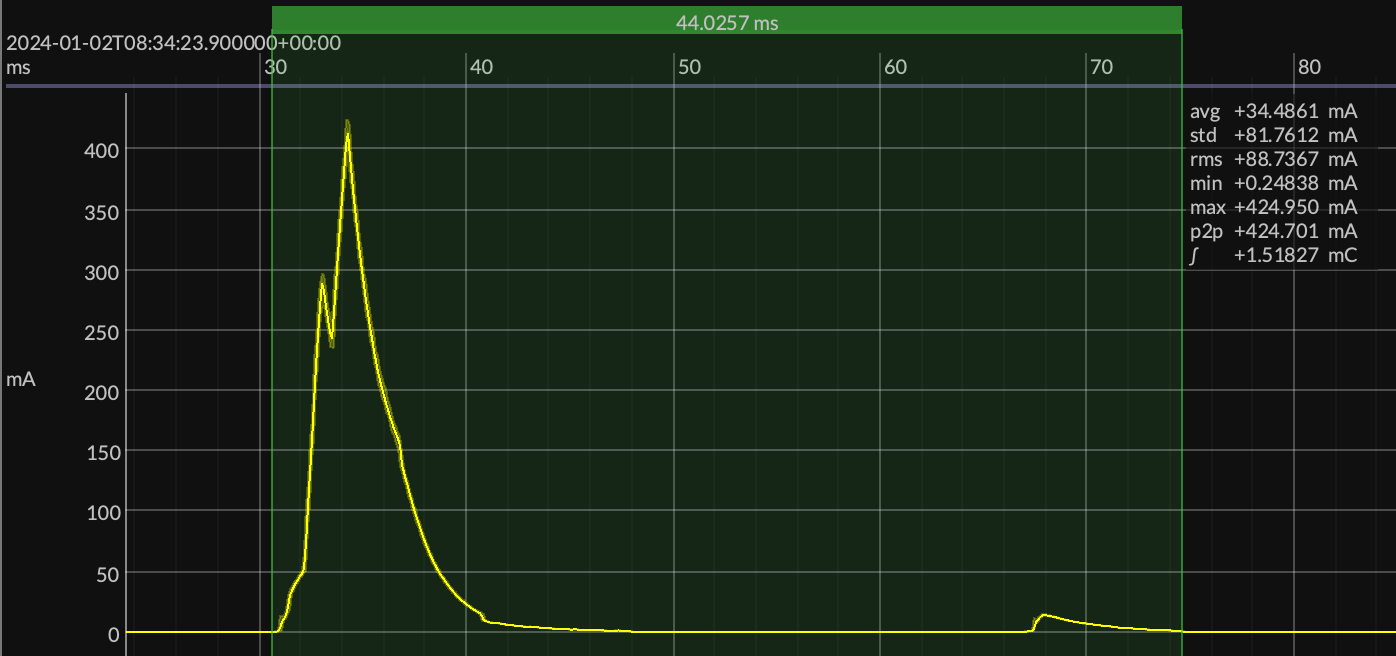 44.0257 ms
2024-01-02T08:34:23.900000+00:00
ms 30 40 50 60 70 80
avg +34.4861 mA
std +81.7612 mA
rms +88.7367 mA
min +0.24838 mA
max +424.950 mA
p2p +424.701 mA
∫ +1.51827 mC
400
350
300
250
mA
200
150
100
50
0